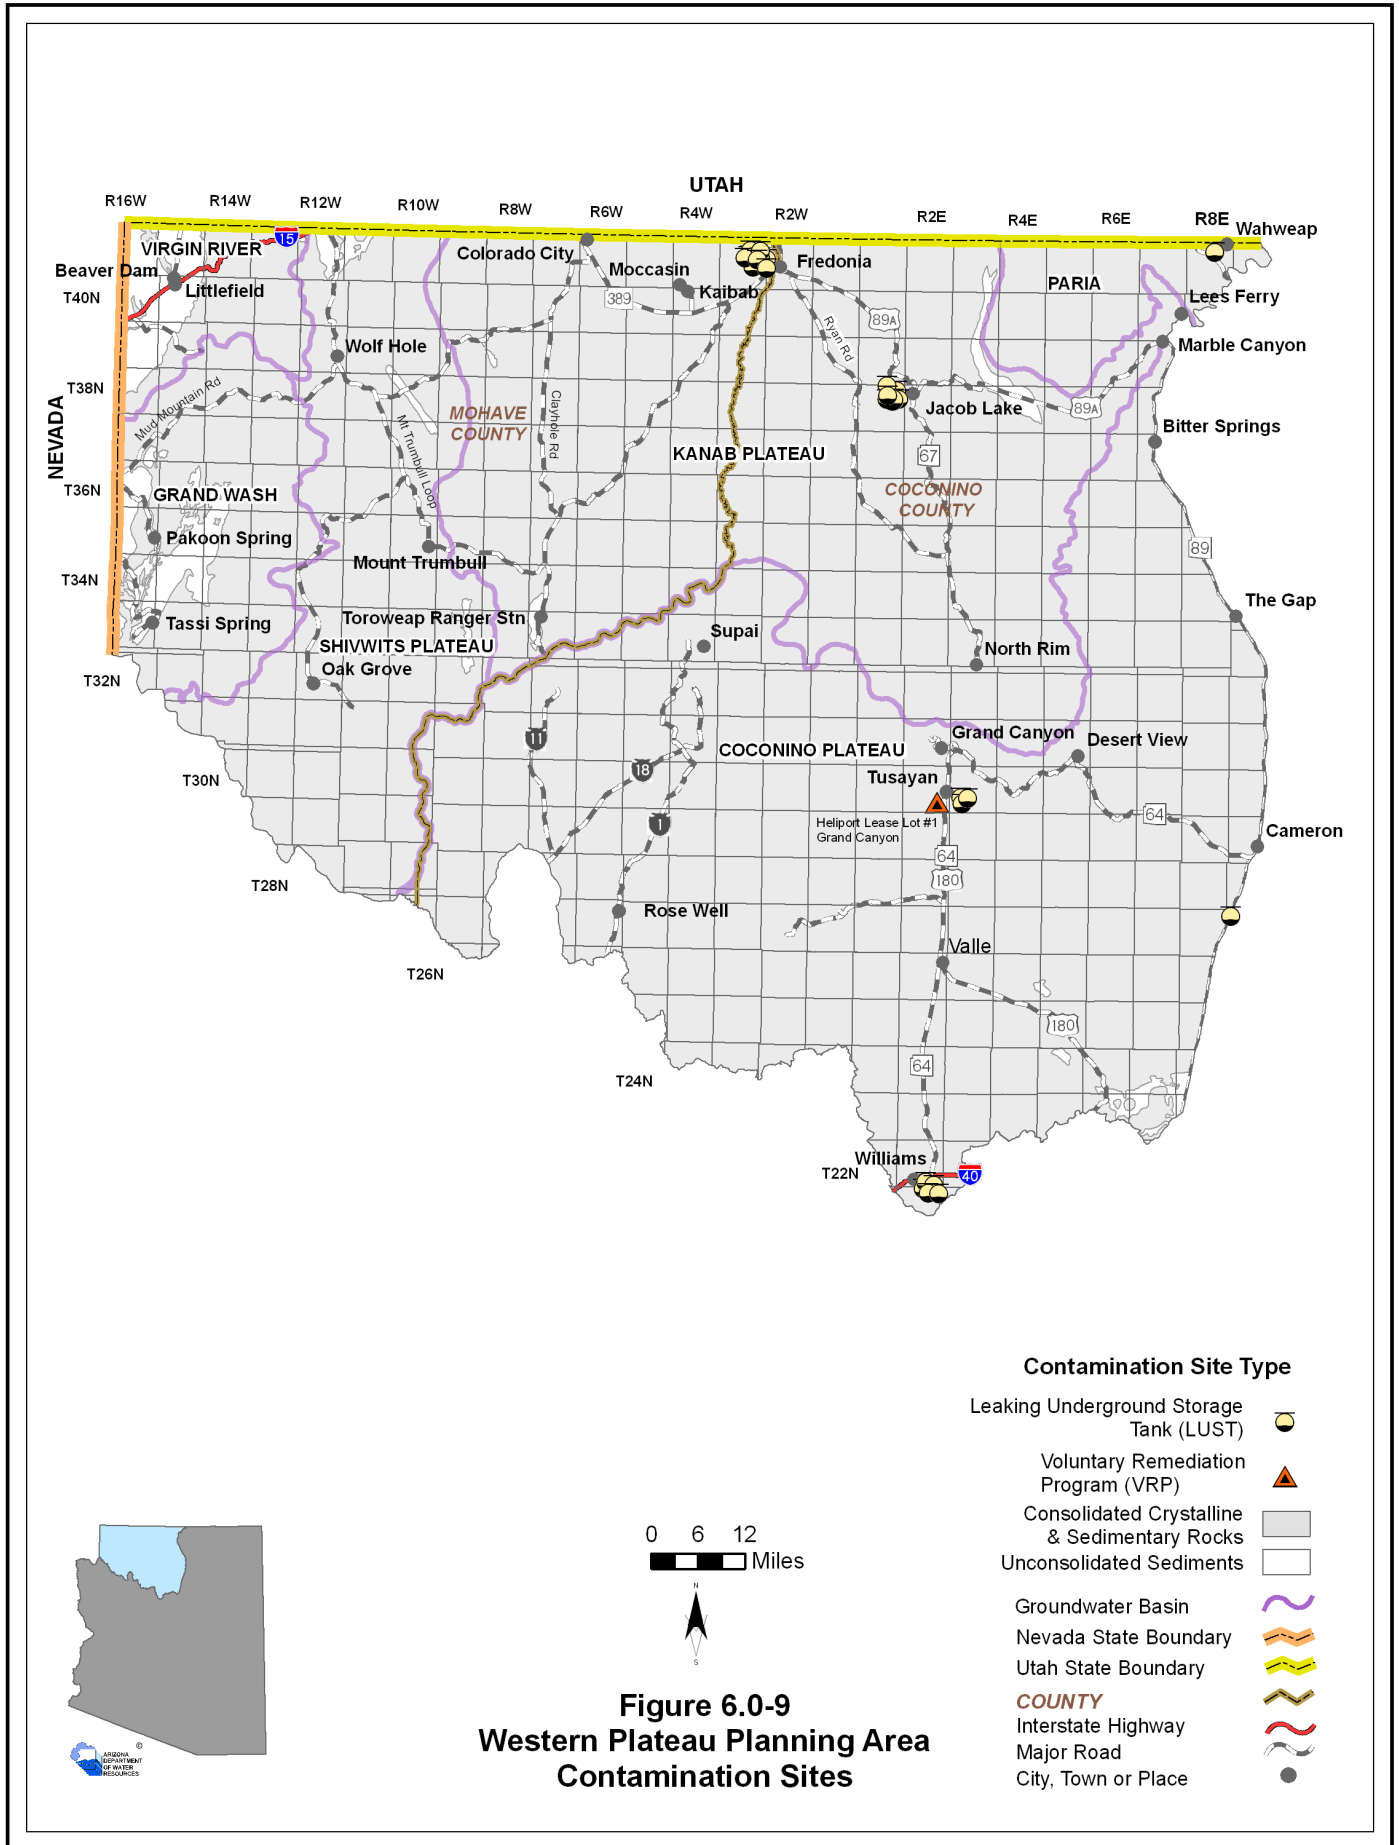 UTAH
R16W
R14W
R12W
R10W
R8W
R6W
R4W
R2W
R2E
R4E
R6E
R8E
Wahweap
VIRGIN RIVER
15
Colorado City
Fredonia
Beaver Dam
Moccasin
PARIA
Littlefield
Kaibab
Lees Ferry
T40N
389
89A
Ryan Rd
Wolf Hole
Marble Canyon
T38N
Mud Mountain Rd
Jacob Lake
89A
NEVADA
MOHAVE
COUNTY
Clayhole Rd
Mt Trumbull Loop
Bitter Springs
KANAB PLATEAU
67
T36N
GRAND WASH
COCONINO
COUNTY
Pakoon Spring
89
Mount Trumbull
T34N
The Gap
Tassi Spring
Toroweap Ranger Stn
Supai
SHIVWITS PLATEAU
North Rim
Oak Grove
T32N
11
Grand Canyon
Desert View
COCONINO PLATEAU
18
T30N
Tusayan
1
Heliport Lease Lot #1
Grand Canyon
64
Cameron
64
180
T28N
Rose Well
Valle
T26N
180
64
T24N
Williams
T22N
40
Contamination Site Type
Leaking Underground Storage
Tank (LUST)
Voluntary Remediation
Program (VRP)
Consolidated Crystalline
& Sedimentary Rocks
Unconsolidated Sediments
Groundwater Basin
Nevada State Boundary
Utah State Boundary
COUNTY
Interstate Highway
Major Road
City, Town or Place
0 6 12
Miles
N
S
Figure 6.0-9
Western Plateau Planning Area
Contamination Sites
©
ARIZONA
DEPARTMENT
OF WATER
RESOURCES